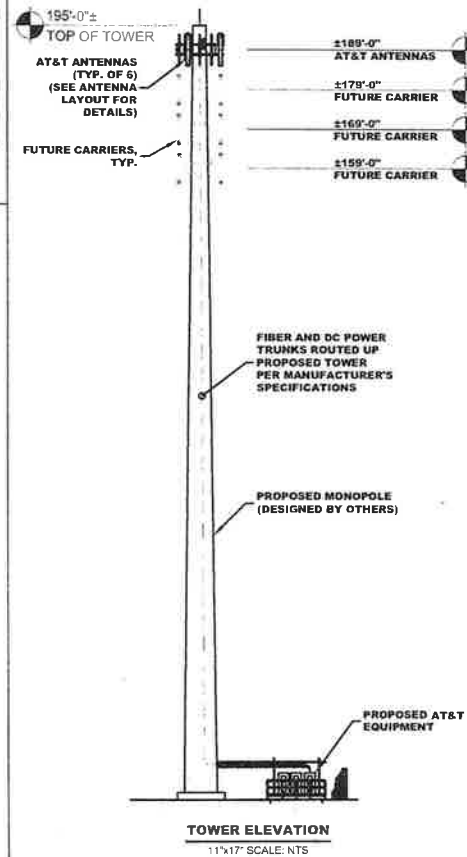 195'-0"±
TOP OF TOWER
AT&T ANTENNAS
(TYP. OF 6)
(SEE ANTENNA
LAYOUT FOR
DETAILS)
FUTURE CARRIERS,
TYP.
±189'-0"
AT&T ANTENNAS
±179'-0"
FUTURE CARRIER
±169'-0"
FUTURE CARRIER
±159'-0"
FUTURE CARRIER
FIBER AND DC POWER
TRUNKS ROUTED UP
PROPOSED TOWER
PER MANUFACTURER'S
SPECIFICATIONS
PROPOSED MONOPOLE
(DESIGNED BY OTHERS)
PROPOSED AT&T
EQUIPMENT
TOWER ELEVATION
11"x17" SCALE: NTS